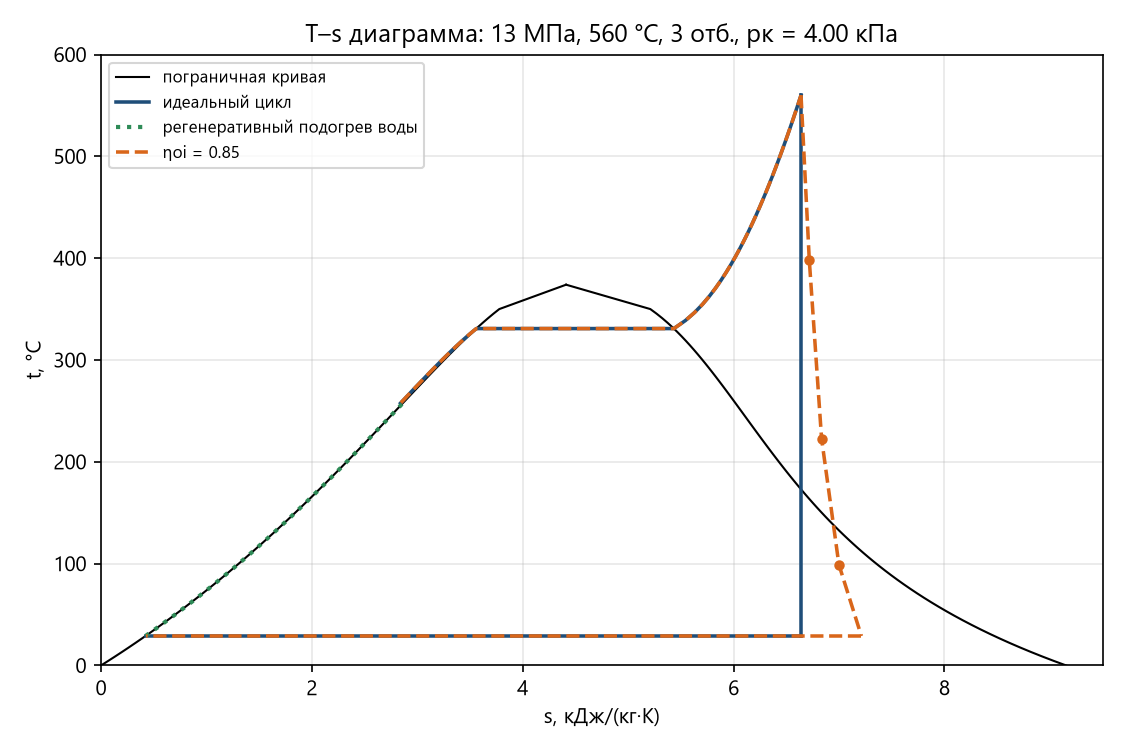 T–s диаграмма: 13 МПа, 560 °C, 3 отб., pк = 4.00 кПа
пограничная кривая
идеальный цикл
регенеративный подогрев воды
ηoi = 0.85
600
500
400
300
200
100
0
t, °C
0 2 4 6 8
s, кДж/(кг·К)